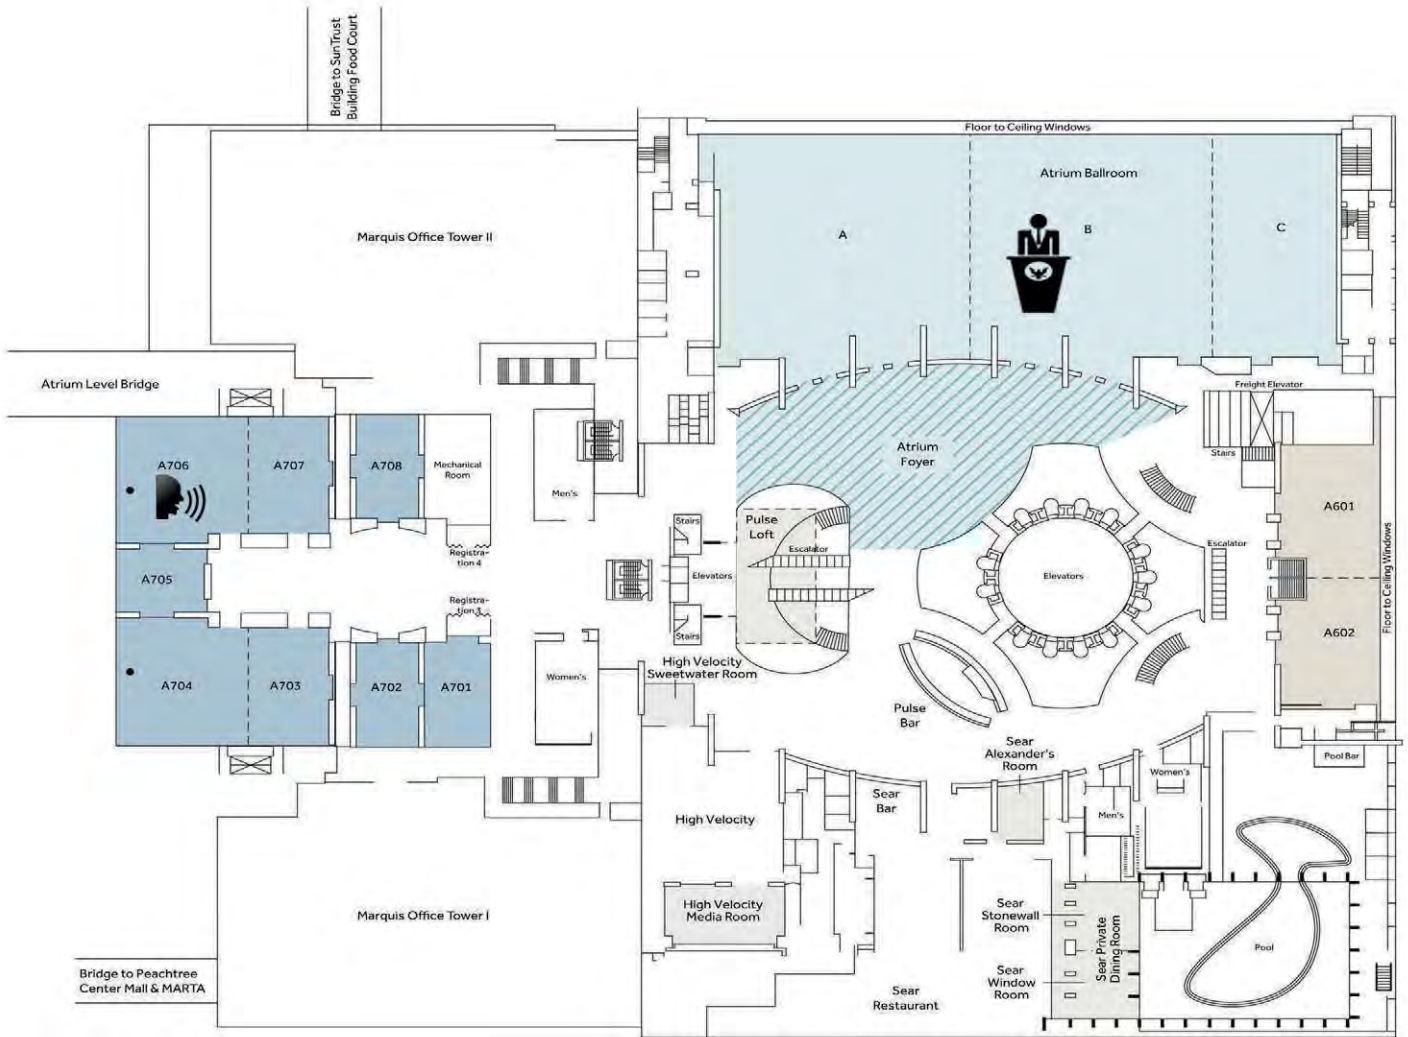 Bridge to SunTrust
Building Food Court
Floor to Ceiling Windows
Atrium Ballroom
Marquis Office Tower II
A
B
C
Atrium Level Bridge
Freight Elevator
Atrium
Foyer
Stairs
A706
A707
A708
Mechanical
Room
Men's
A601
Pulse
Loft
Stairs
Escalator
Escalator
Registra-
tion 4
Elevators
Elevators
A705
Floor to Ceiling Windows
Registra-
tion 3
Stairs
A602
High Velocity
Sweetwater Room
Women's
A704
A703
A702
A701
Pulse
Bar
Sear
Alexander's
Room
Pool Bar
Women's
Sear
Bar
Men's
High Velocity
High Velocity
Media Room
Marquis Office Tower I
Sear
Stonewall
Room
Sear Private
Dining Room
Pool
Bridge to Peachtree
Center Mall & MARTA
Sear
Window
Room
Sear
Restaurant